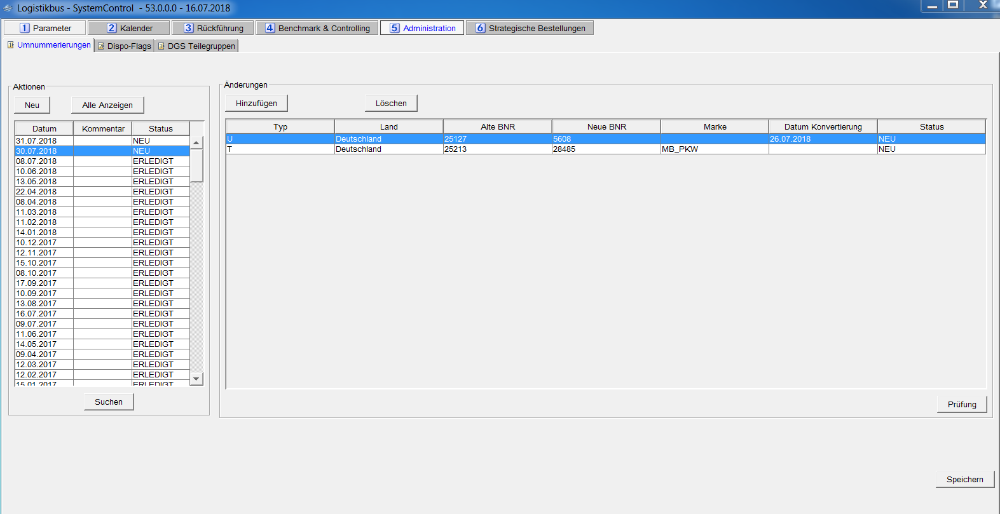 Logistikbus - SystemControl - 53.0.0.0 - 16.07.2018
1 Parameter 2 Kalender 3 Rückführung 4 Benchmark & Controlling 5 Administration 6 Strategische Bestellungen
1 Umnummerierungen 2 Dispo-Flags 3 DGS Teilegruppen
Aktionen
Neu Alle Anzeigen
Datum Kommentar Status
31.07.2018 NEU
30.07.2018 NEU
08.07.2018 ERLEDIGT
10.06.2018 ERLEDIGT
13.05.2018 ERLEDIGT
22.04.2018 ERLEDIGT
08.04.2018 ERLEDIGT
11.03.2018 ERLEDIGT
11.02.2018 ERLEDIGT
14.01.2018 ERLEDIGT
10.12.2017 ERLEDIGT
12.11.2017 ERLEDIGT
15.10.2017 ERLEDIGT
08.10.2017 ERLEDIGT
17.09.2017 ERLEDIGT
10.09.2017 ERLEDIGT
13.08.2017 ERLEDIGT
16.07.2017 ERLEDIGT
09.07.2017 ERLEDIGT
11.06.2017 ERLEDIGT
14.05.2017 ERLEDIGT
09.04.2017 ERLEDIGT
12.03.2017 ERLEDIGT
12.02.2017 ERLEDIGT
15.01.2017 ERLEDIGT
Suchen
Änderungen
Hinzufügen Löschen
Typ Land Alte BNR Neue BNR Marke Datum Konvertierung Status
U Deutschland 25127 5608 26.07.2018 NEU
T Deutschland 25213 28485 MB_PKW NEU
Prüfung
Speichern